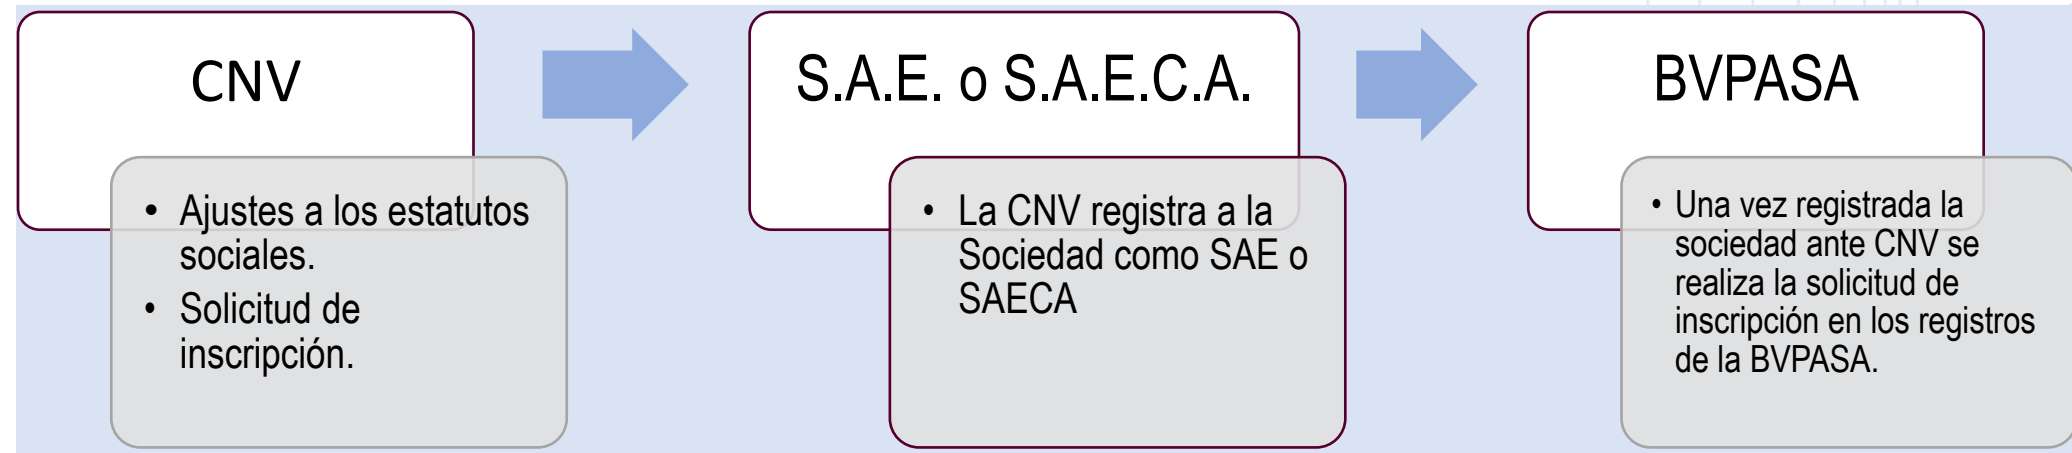 CNV
• Ajustes a los estatutos
sociales.
• Solicitud de
inscripción.
S.A.E. o S.A.E.C.A.
• La CNV registra a la
Sociedad como SAE o
SAECA
BVPASA
• Una vez registrada la
sociedad ante CNV se
realiza la solicitud de
inscripción en los registros
de la BVPASA.